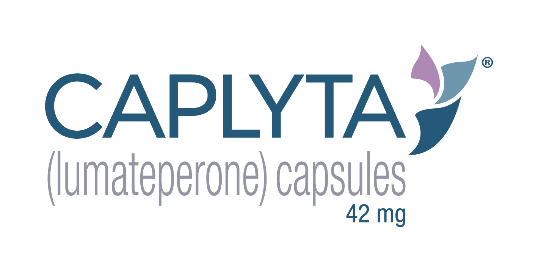 CAPLYTA®
(lumateperone) capsules
42 mg